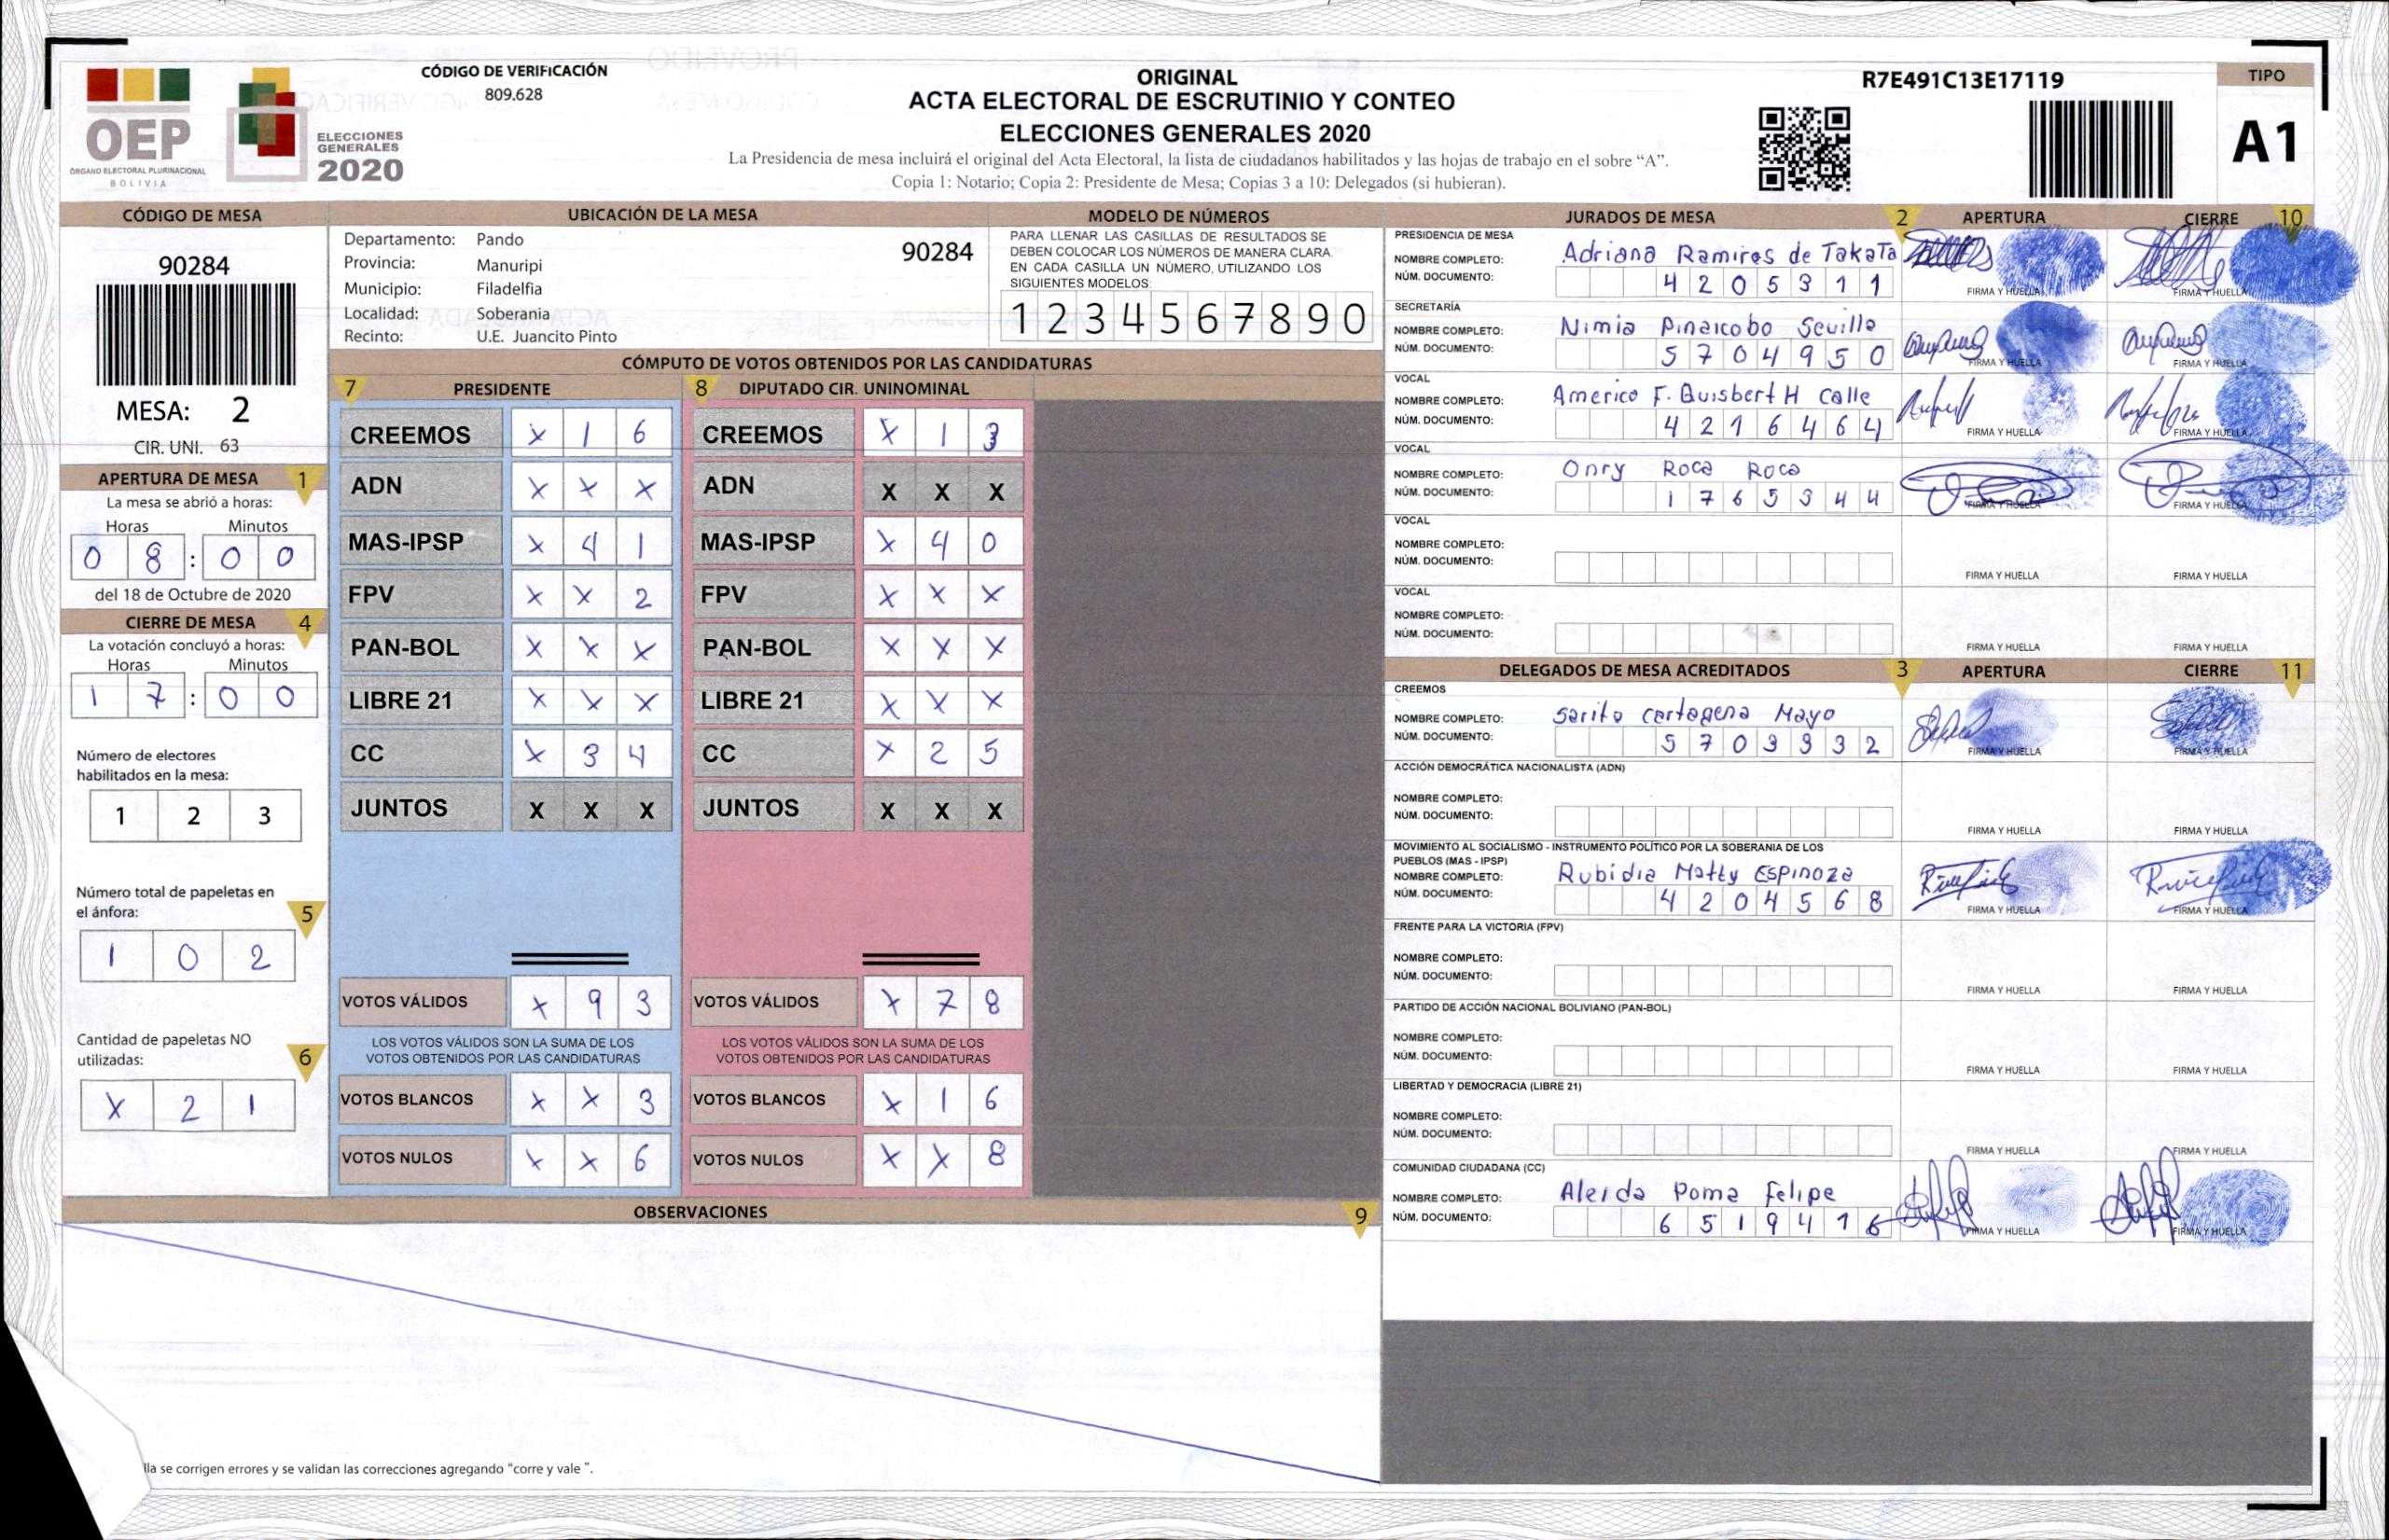 CÓDIGO DE VERIFICACIÓN
809.628
OEP
ÓRGANO ELECTORAL PLURINACIONAL
BOLIVIA
ELECCIONES
GENERALES
2020
ORIGINAL
ACTA ELECTORAL DE ESCRUTINIO Y CONTEO
ELECCIONES GENERALES 2020
La Presidencia de mesa incluirá el original del Acta Electoral, la lista de ciudadanos habilitados y las hojas de trabajo en el sobre “A”.
Copia 1: Notario; Copia 2: Presidente de Mesa; Copias 3 a 10: Delegados (si hubieran).
R7E491C13E17119
TIPO
A1
CÓDIGO DE MESA
90284
MESA: 2
CIR. UNI. 63
APERTURA DE MESA 1
La mesa se abrió a horas:
Horas Minutos
0 8 : 0 0
del 18 de Octubre de 2020
CIERRE DE MESA 4
La votación concluyó a horas:
Horas Minutos
1 7 : 0 0
Número de electores
habilitados en la mesa:
1 2 3
Número total de papeletas en
el ánfora: 5
1 0 2
Cantidad de papeletas NO
utilizadas: 6
X 2 1
UBICACIÓN DE LA MESA
Departamento: Pando
90284
Provincia: Manuripi
Municipio: Filadelfia
Localidad: Soberania
Recinto: U.E. Juancito Pinto
MODELO DE NÚMEROS
PARA LLENAR LAS CASILLAS DE RESULTADOS SE
DEBEN COLOCAR LOS NÚMEROS DE MANERA CLARA.
EN CADA CASILLA UN NÚMERO, UTILIZANDO LOS
SIGUIENTES MODELOS:
1 2 3 4 5 6 7 8 9 0
CÓMPUTO DE VOTOS OBTENIDOS POR LAS CANDIDATURAS
7 PRESIDENTE
CREEMOS X 1 6
ADN X X X
MAS-IPSP X 4 1
FPV X X 2
PAN-BOL X X X
LIBRE 21 X X X
CC X 3 4
JUNTOS X X X
VOTOS VÁLIDOS X 9 3
LOS VOTOS VÁLIDOS SON LA SUMA DE LOS
VOTOS OBTENIDOS POR LAS CANDIDATURAS
VOTOS BLANCOS X X 3
VOTOS NULOS X X 6
8 DIPUTADO CIR. UNINOMINAL
CREEMOS X 1 3
ADN X X X
MAS-IPSP X 4 0
FPV X X X
PAN-BOL X X X
LIBRE 21 X X X
CC X 2 5
JUNTOS X X X
VOTOS VÁLIDOS X 7 8
LOS VOTOS VÁLIDOS SON LA SUMA DE LOS
VOTOS OBTENIDOS POR LAS CANDIDATURAS
VOTOS BLANCOS X 1 6
VOTOS NULOS X X 8
OBSERVACIONES 9
se corrigen errores y se validan las correcciones agregando “corre y vale ”.
JURADOS DE MESA 2 APERTURA CIERRE 10
PRESIDENCIA DE MESA
NOMBRE COMPLETO: Adriana Ramires de Takata
NÚM. DOCUMENTO: 4 2 0 5 3 1 1
FIRMA Y HUELLA FIRMA Y HUELLA
SECRETARÍA
NOMBRE COMPLETO: Nimia Pinaicobo Sevilla
NÚM. DOCUMENTO: 5 7 0 4 9 5 0
FIRMA Y HUELLA FIRMA Y HUELLA
VOCAL
NOMBRE COMPLETO: Americo F. Quisbert H Calle
NÚM. DOCUMENTO: 4 2 1 6 4 6 4
FIRMA Y HUELLA FIRMA Y HUELLA
VOCAL
NOMBRE COMPLETO: Onry Roca Roca
NÚM. DOCUMENTO: 1 7 6 5 3 4 4
FIRMA Y HUELLA FIRMA Y HUELLA
VOCAL
NOMBRE COMPLETO:
NÚM. DOCUMENTO:
FIRMA Y HUELLA FIRMA Y HUELLA
VOCAL
NOMBRE COMPLETO:
NÚM. DOCUMENTO:
FIRMA Y HUELLA FIRMA Y HUELLA
DELEGADOS DE MESA ACREDITADOS 3 APERTURA CIERRE 11
CREEMOS
NOMBRE COMPLETO: Sarita Cartagena Mayo
NÚM. DOCUMENTO: 5 7 0 3 9 3 2
FIRMA Y HUELLA FIRMA Y HUELLA
ACCIÓN DEMOCRÁTICA NACIONALISTA (ADN)
NOMBRE COMPLETO:
NÚM. DOCUMENTO:
FIRMA Y HUELLA FIRMA Y HUELLA
MOVIMIENTO AL SOCIALISMO - INSTRUMENTO POLÍTICO POR LA SOBERANIA DE LOS
PUEBLOS (MAS - IPSP)
NOMBRE COMPLETO: Rubidia Matty ESPINOZA
NÚM. DOCUMENTO: 4 2 0 4 5 6 8
FIRMA Y HUELLA FIRMA Y HUELLA
FRENTE PARA LA VICTORIA (FPV)
NOMBRE COMPLETO:
NÚM. DOCUMENTO:
FIRMA Y HUELLA FIRMA Y HUELLA
PARTIDO DE ACCIÓN NACIONAL BOLIVIANO (PAN-BOL)
NOMBRE COMPLETO:
NÚM. DOCUMENTO:
FIRMA Y HUELLA FIRMA Y HUELLA
LIBERTAD Y DEMOCRACIA (LIBRE 21)
NOMBRE COMPLETO:
NÚM. DOCUMENTO:
FIRMA Y HUELLA FIRMA Y HUELLA
COMUNIDAD CIUDADANA (CC)
NOMBRE COMPLETO: Aleida Poma Felipe
NÚM. DOCUMENTO: 6 5 1 9 4 1 6
FIRMA Y HUELLA FIRMA Y HUELLA